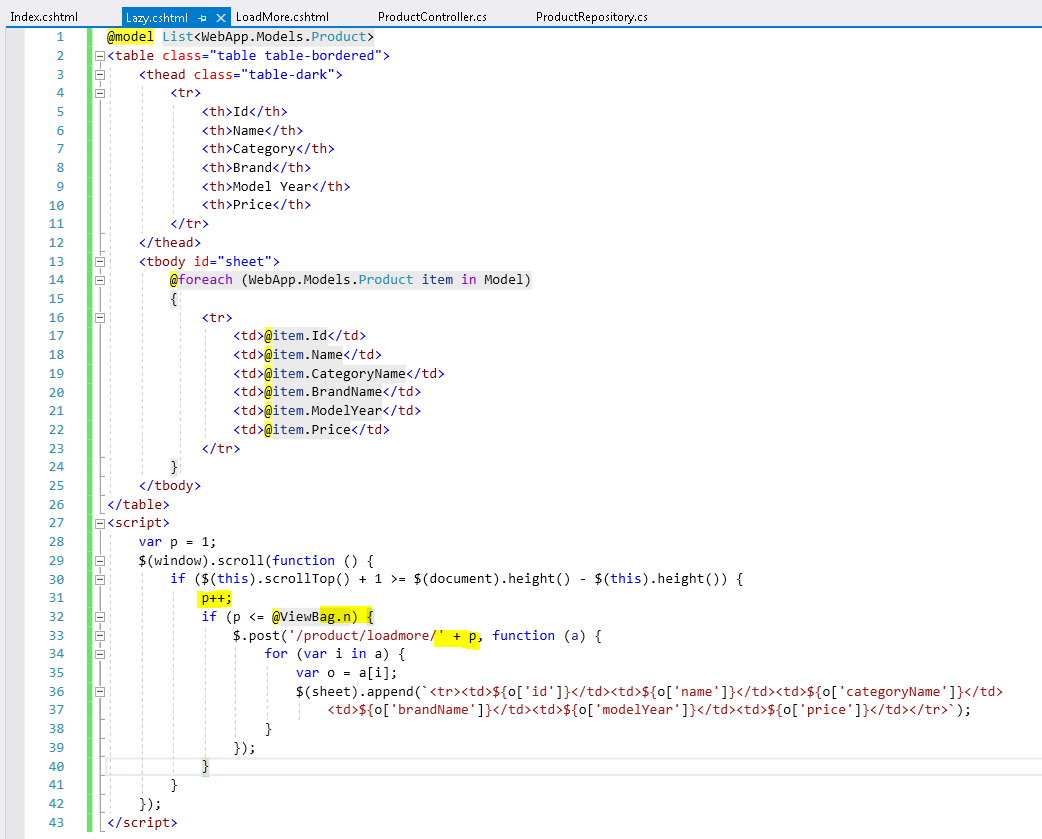 Index.cshtml Lazy.cshtml LoadMore.cshtml ProductController.cs ProductRepository.cs
1 @model List<WebApp.Models.Product>
2 <table class="table table-bordered">
3 <thead class="table-dark">
4 <tr>
5 <th>Id</th>
6 <th>Name</th>
7 <th>Category</th>
8 <th>Brand</th>
9 <th>Model Year</th>
10 <th>Price</th>
11 </tr>
12 </thead>
13 <tbody id="sheet">
14 @foreach (WebApp.Models.Product item in Model)
15 {
16 <tr>
17 <td>@item.Id</td>
18 <td>@item.Name</td>
19 <td>@item.CategoryName</td>
20 <td>@item.BrandName</td>
21 <td>@item.ModelYear</td>
22 <td>@item.Price</td>
23 </tr>
24 }
25 </tbody>
26 </table>
27 <script>
28 var p = 1;
29 $(window).scroll(function () {
30 if ($(this).scrollTop() + 1 >= $(document).height() - $(this).height()) {
31 p++;
32 if (p <= @ViewBag.n) {
33 $.post('/product/loadmore/' + p, function (a) {
34 for (var i in a) {
35 var o = a[i];
36 $(sheet).append(`<tr><td>${o['id']}</td><td>${o['name']}</td><td>${o['categoryName']}</td>
37 <td>${o['brandName']}</td><td>${o['modelYear']}</td><td>${o['price']}</td></tr>`);
38 }
39 });
40 }
41 }
42 });
43 </script>